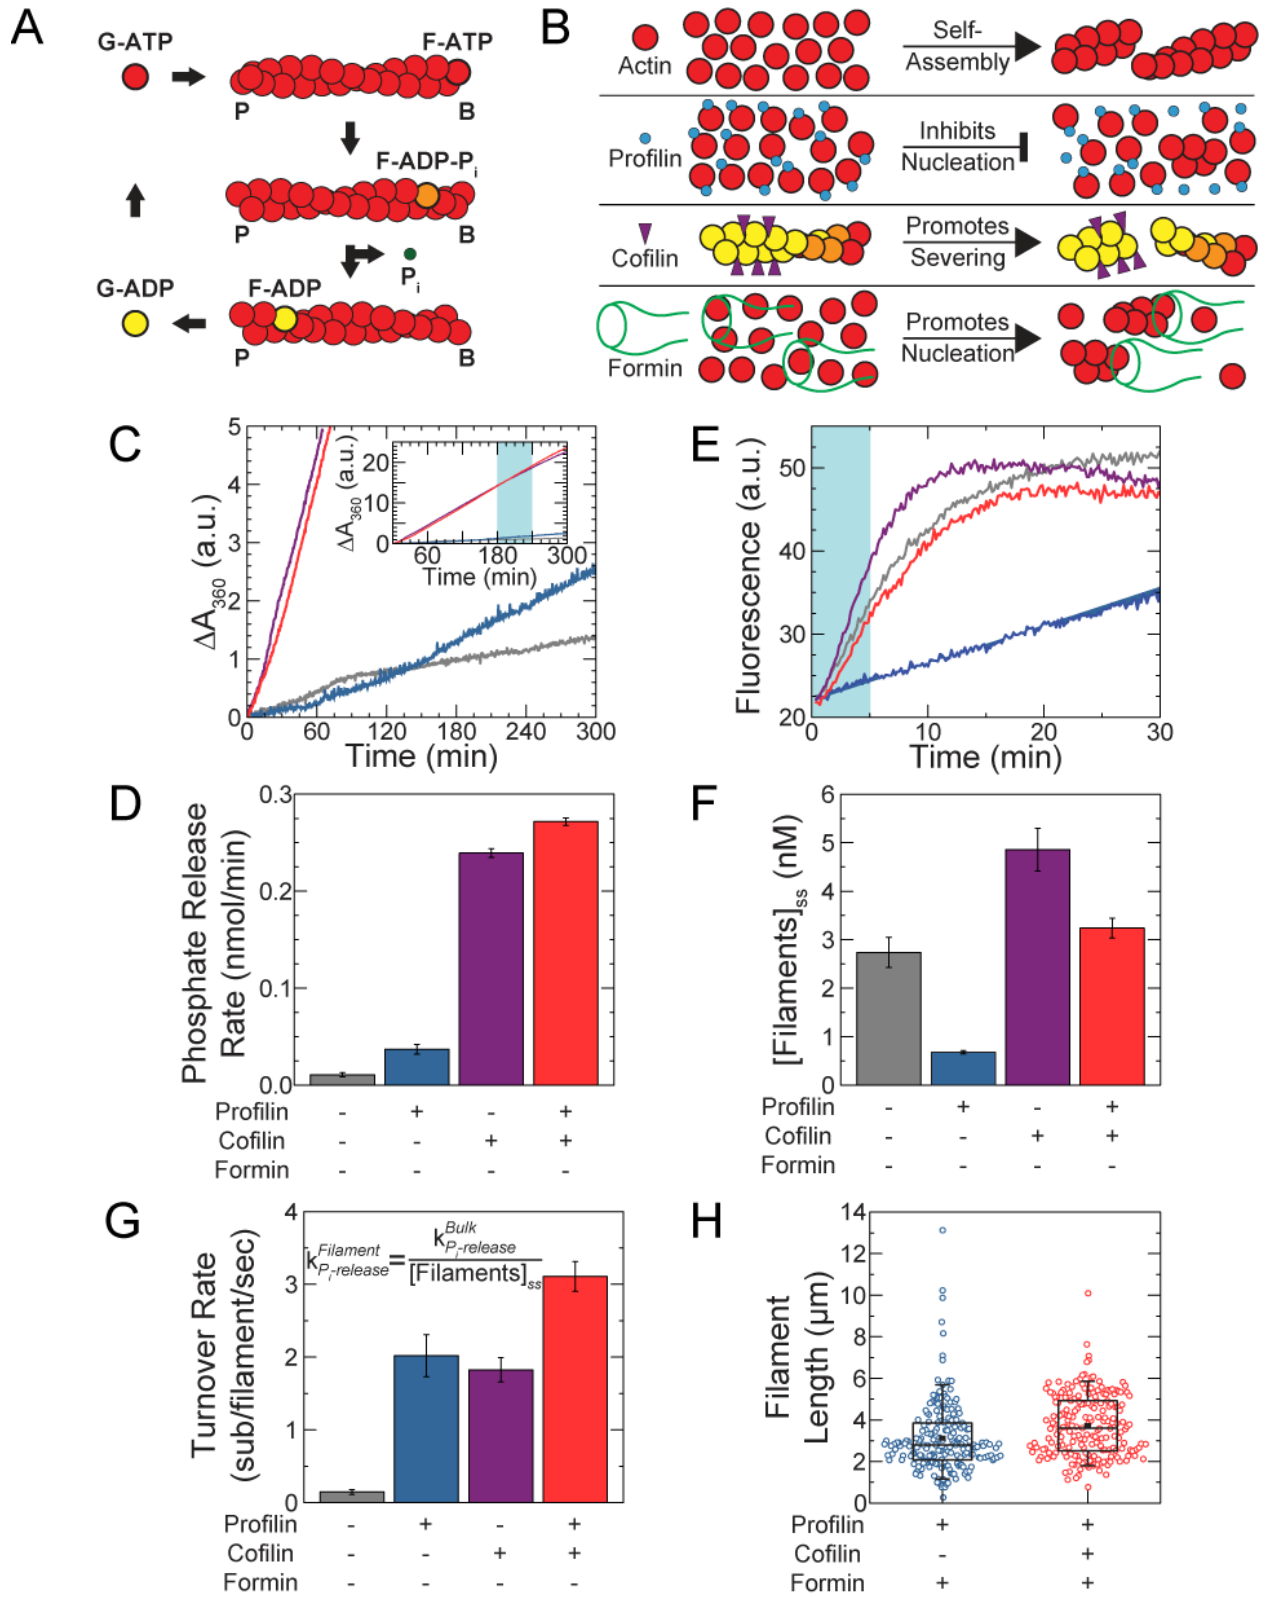 A
G-ATP
F-ATP
P
B
F-ADP-Pi
P
B
Pi
G-ADP
F-ADP
P
B
B
Actin
Self-
Assembly
Profilin
Inhibits
Nucleation
Cofilin
Promotes
Severing
Formin
Promotes
Nucleation
C
ΔA360 (a.u.)
5
4
3
2
1
0
0 60 120 180 240 300
Time (min)
ΔA360 (a.u.)
20
10
0
60 180 300
Time (min)
E
Fluorescence (a.u.)
50
40
30
20
0 10 20 30
Time (min)
D
Phosphate Release
Rate (nmol/min)
0.3
0.2
0.1
0.0
Profilin - + - +
Cofilin - - + +
Formin - - - -
F
[Filaments]ss (nM)
6
5
4
3
2
1
0
Profilin - + - +
Cofilin - - + +
Formin - - - -
G
Turnover Rate
(sub/filament/sec)
4
3
2
1
0
kPi-release^Filament = kPi-release^Bulk / [Filaments]ss
Profilin - + - +
Cofilin - - + +
Formin - - - -
H
Filament
Length (µm)
14
12
10
8
6
4
2
0
Profilin + +
Cofilin - +
Formin + +